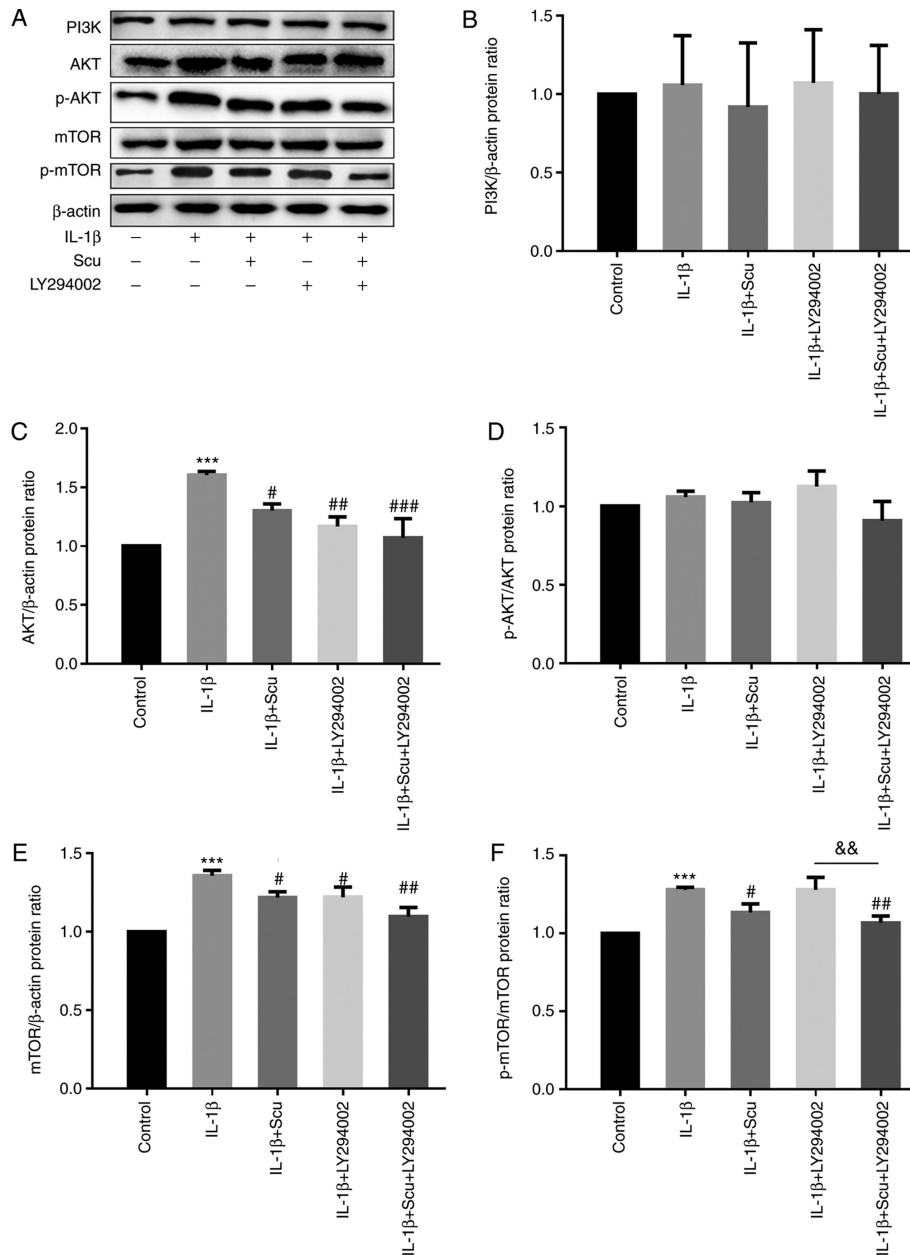 A
PI3K
AKT
p-AKT
mTOR
p-mTOR
β-actin
IL-1β – + + + +
Scu – – + – +
LY294002 – – – + +
B
PI3K/β-actin protein ratio
1.5
1.0
0.5
0.0
Control
IL-1β
IL-1β+Scu
IL-1β+LY294002
IL-1β+Scu+LY294002
C
AKT/β-actin protein ratio
2.0
1.5
1.0
0.5
0.0
***
#
##
###
Control
IL-1β
IL-1β+Scu
IL-1β+LY294002
IL-1β+Scu+LY294002
D
p-AKT/AKT protein ratio
1.5
1.0
0.5
0.0
Control
IL-1β
IL-1β+Scu
IL-1β+LY294002
IL-1β+Scu+LY294002
E
mTOR/β-actin protein ratio
1.5
1.0
0.5
0.0
***
#
#
##
Control
IL-1β
IL-1β+Scu
IL-1β+LY294002
IL-1β+Scu+LY294002
F
p-mTOR/mTOR protein ratio
1.5
1.0
0.5
0.0
***
#
&&
##
Control
IL-1β
IL-1β+Scu
IL-1β+LY294002
IL-1β+Scu+LY294002